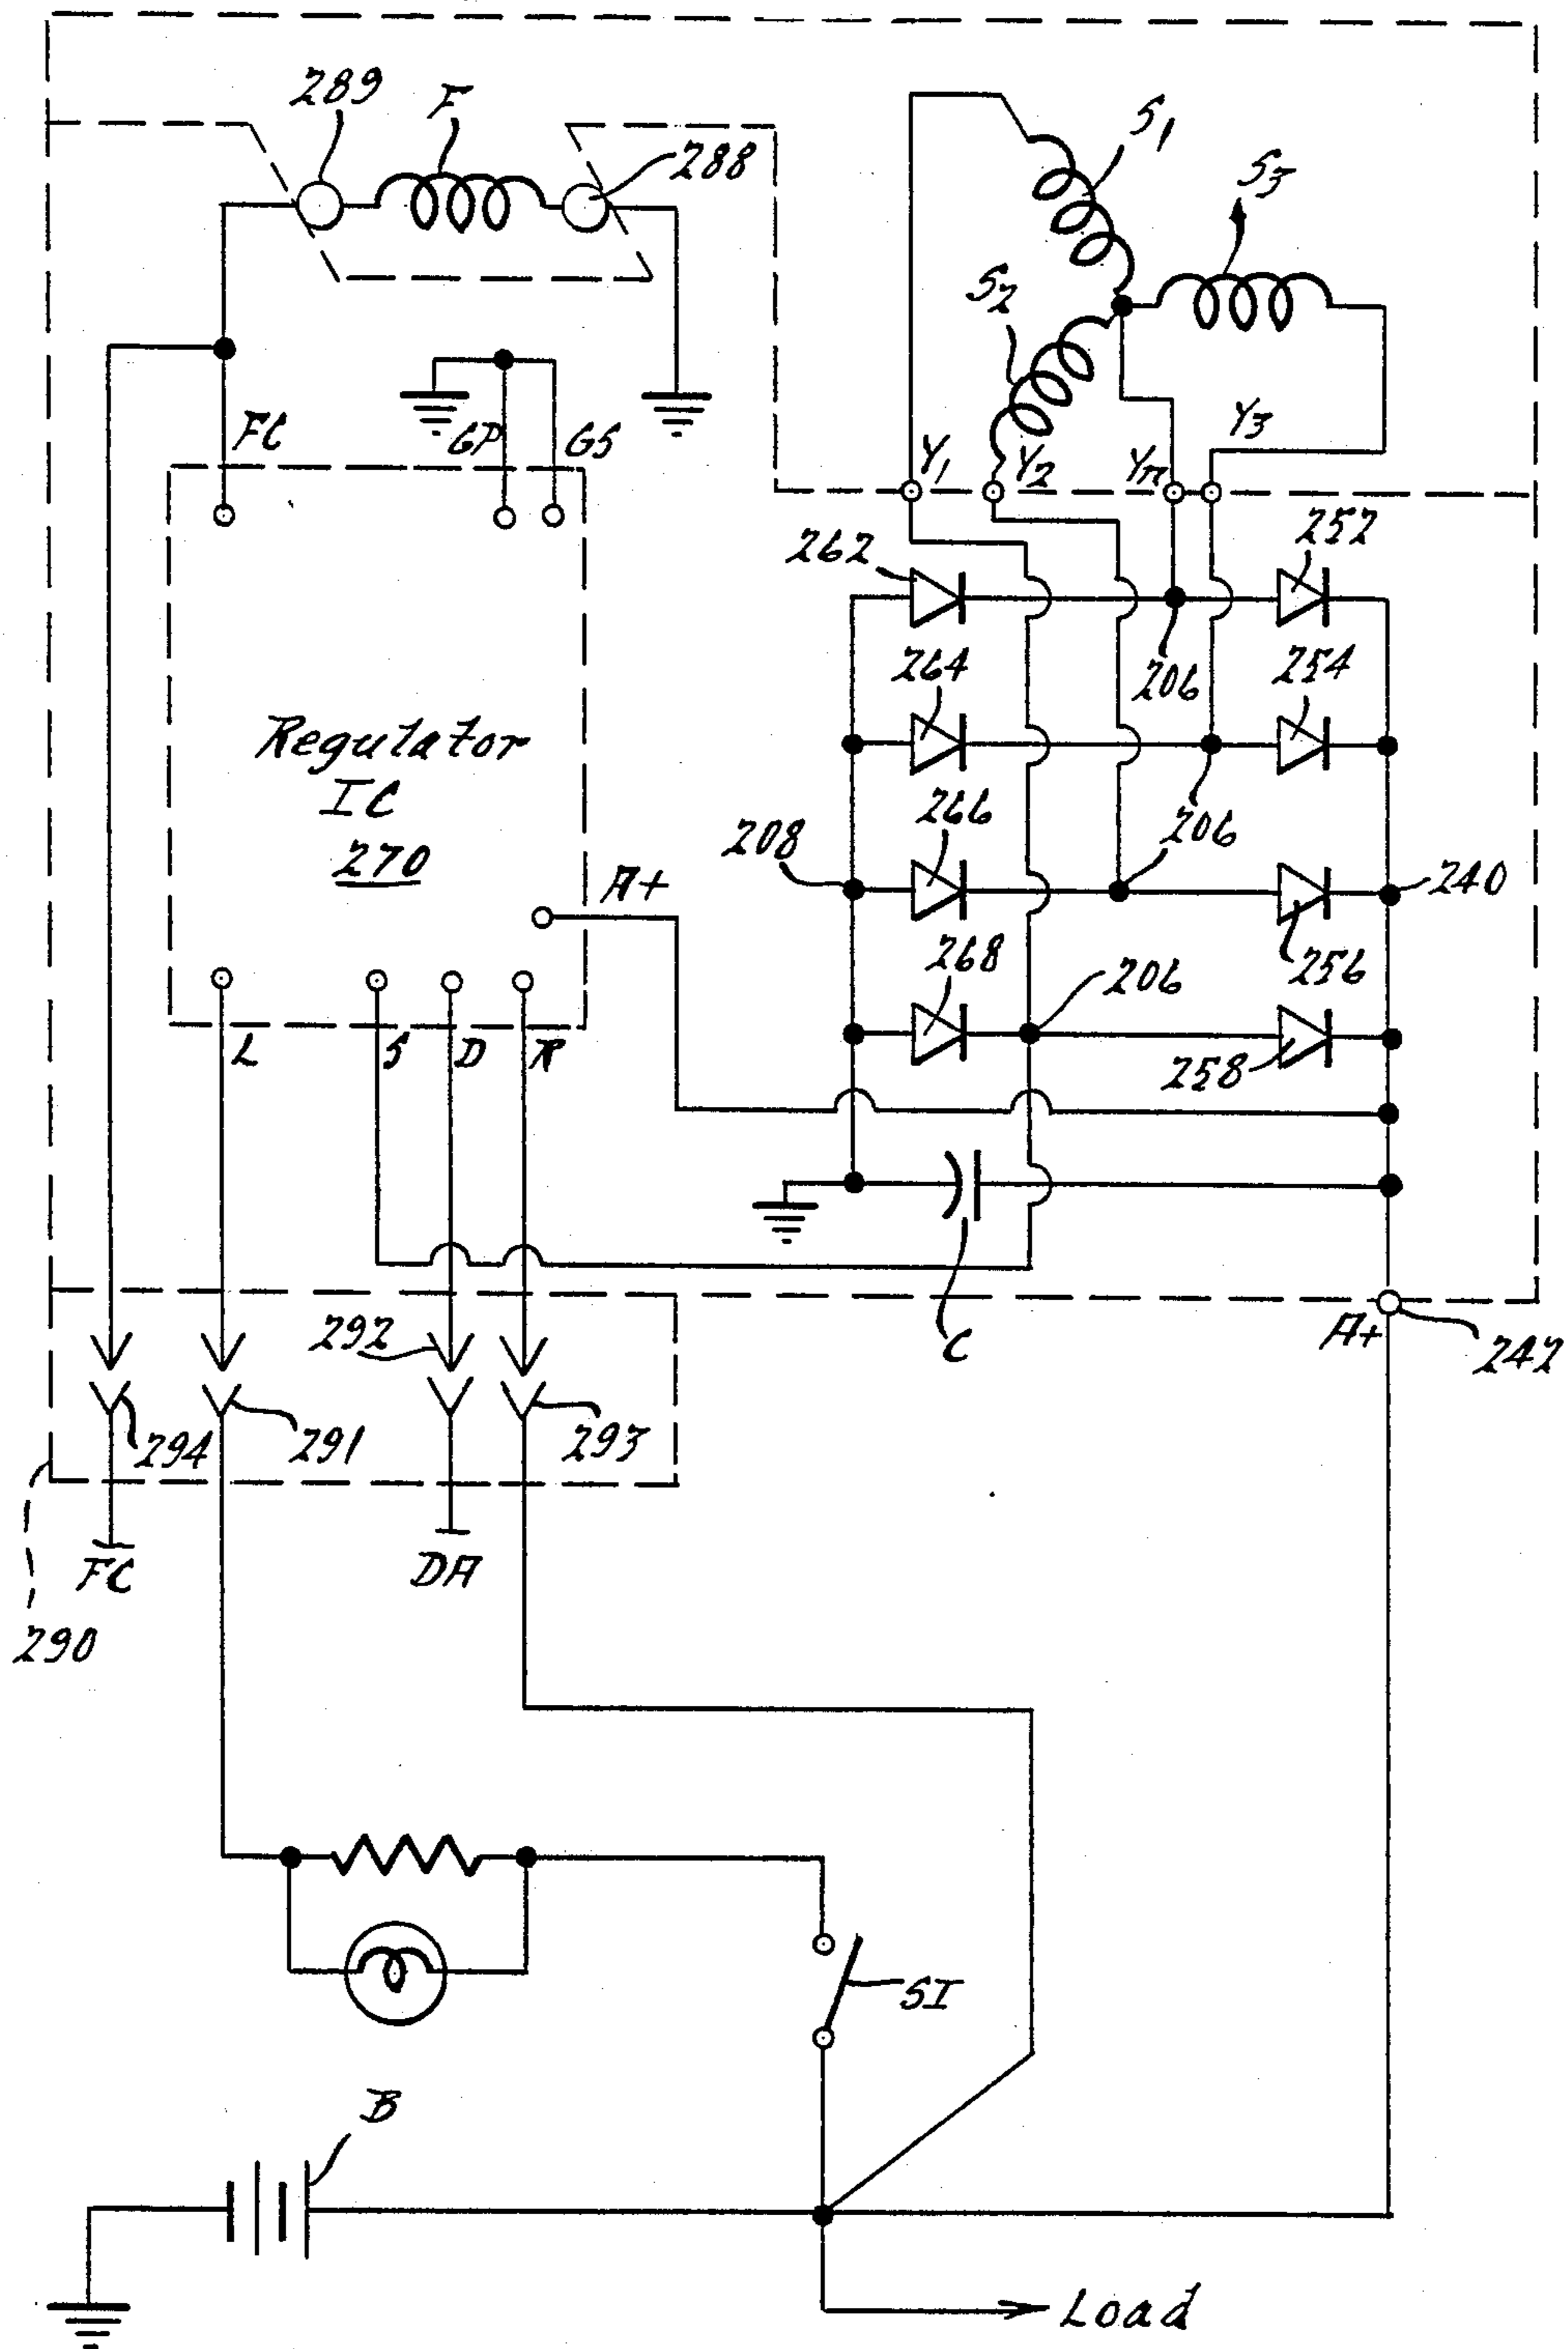 289
F
288
S1
S3
S2
FC
GP
GS
Y1
Y2
Yn
Y3
262
252
264
206
254
Regulator
IC
270
266
208
206
A+
240
268
206
256
L
S
D
R
258
292
C
A+
242
294
291
293
FC
DA
290
SI
B
Load